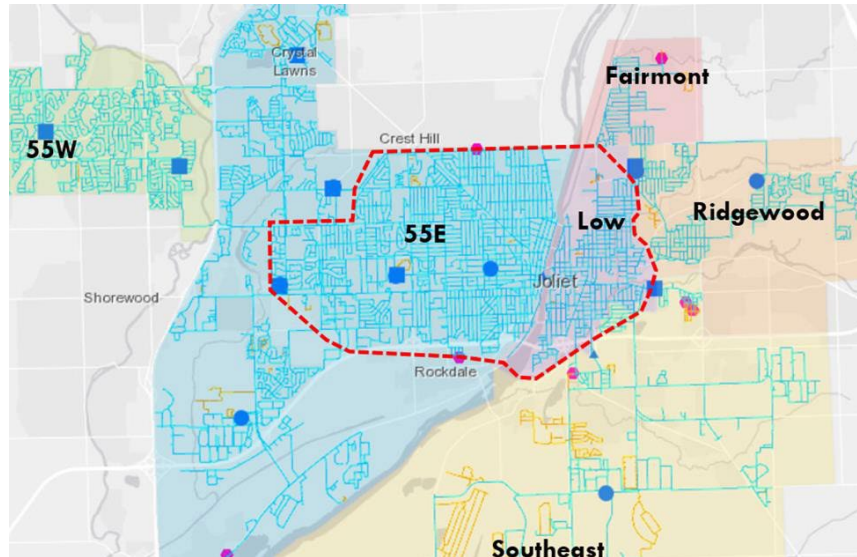 Crystal
Lawns
Fairmont
55W
Crest Hill
Low
Ridgewood
55E
Joliet
Shorewood
Rockdale
Southeast